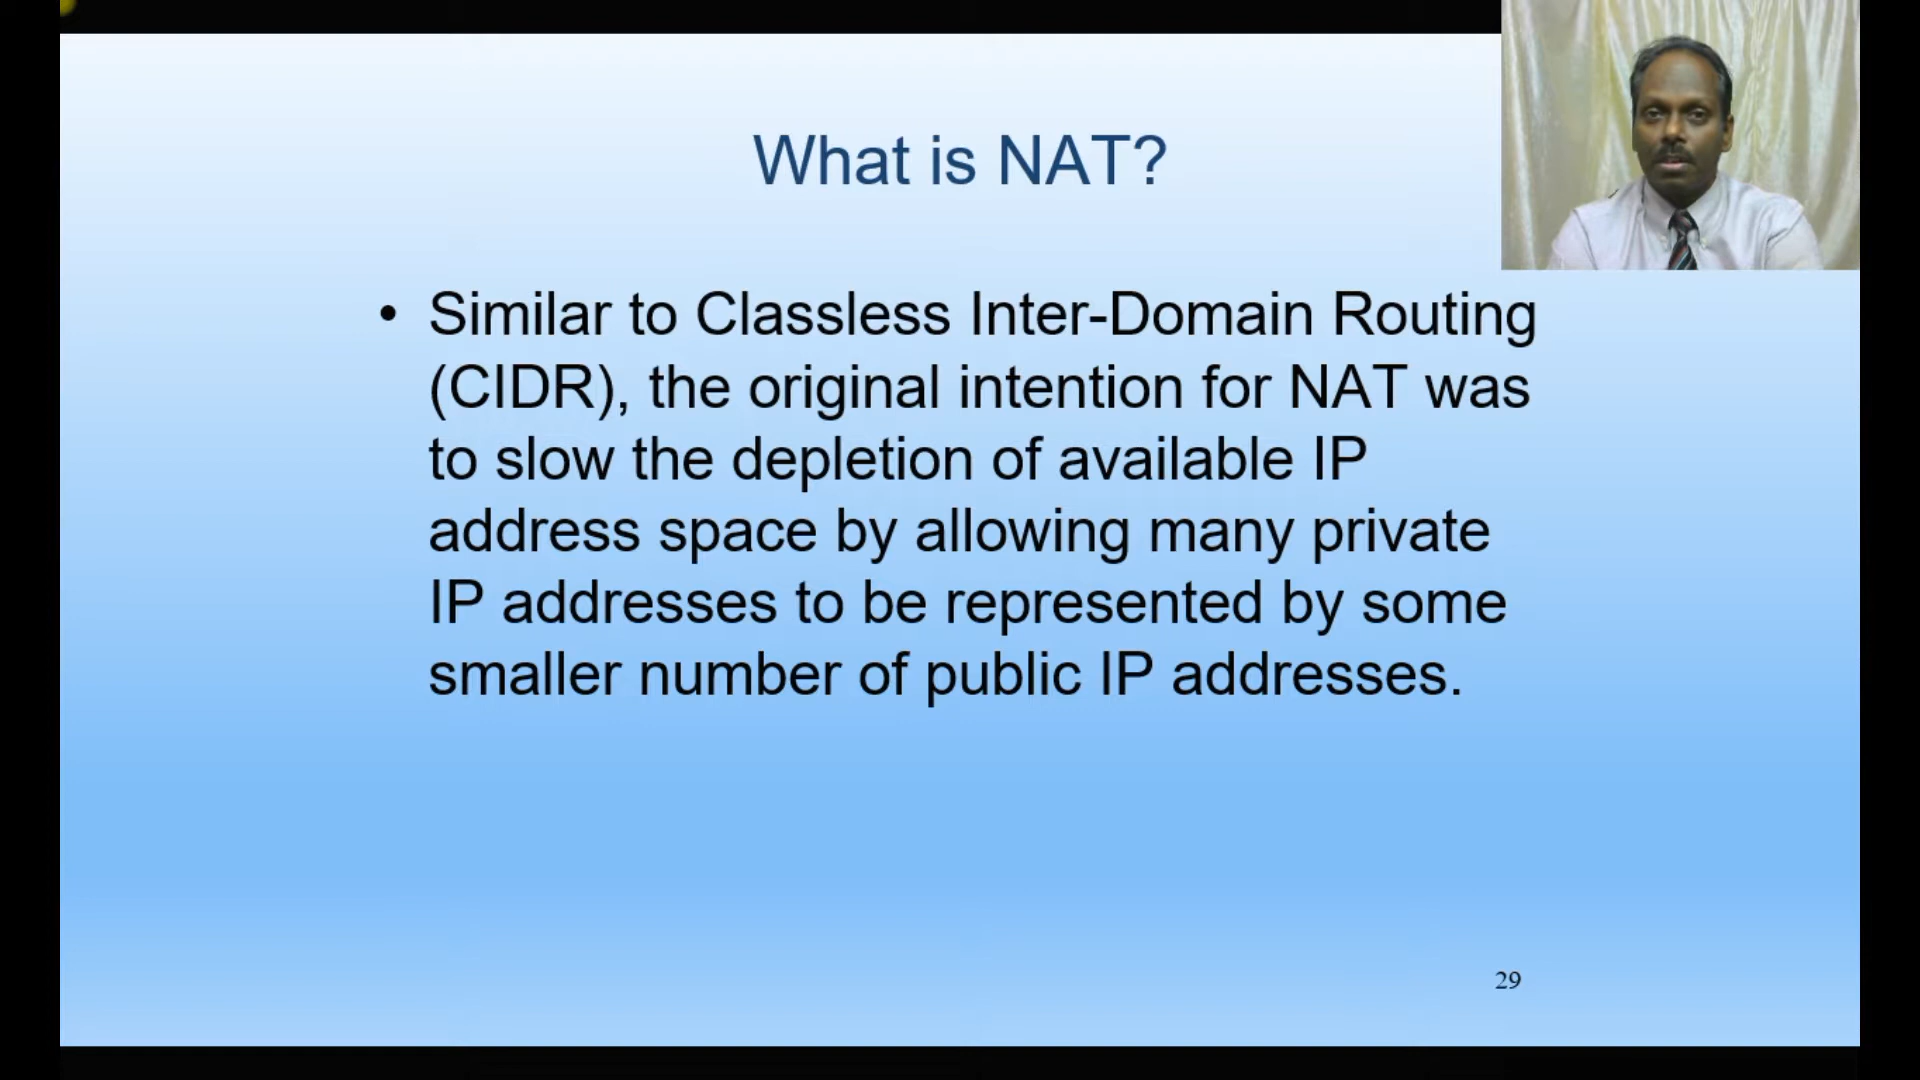 What is NAT?
• Similar to Classless Inter-Domain Routing
(CIDR), the original intention for NAT was
to slow the depletion of available IP
address space by allowing many private
IP addresses to be represented by some
smaller number of public IP addresses.
29